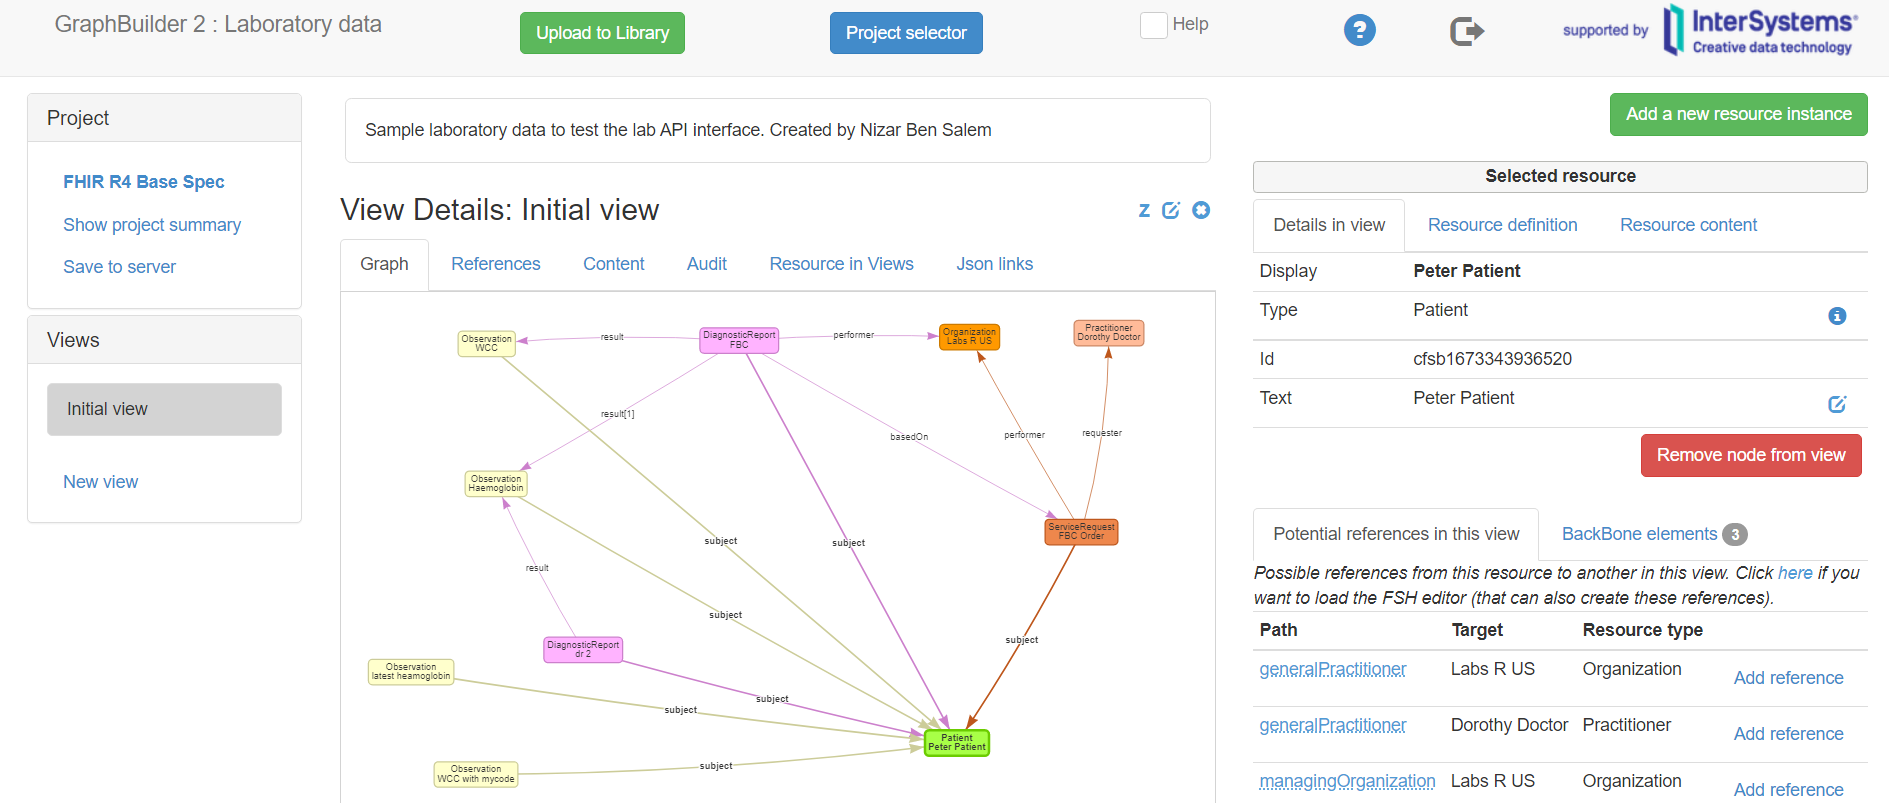 GraphBuilder 2 : Laboratory data
Upload to Library
Project selector
Help
?
supported by
InterSystems®
Creative data technology
Project
FHIR R4 Base Spec
Show project summary
Save to server
Views
Initial view
New view
Sample laboratory data to test the lab API interface. Created by Nizar Ben Salem
View Details: Initial view
Z
Graph References Content Audit Resource in Views Json links
Observation
WCC
result
DiagnosticReport
FBC
performer
Organization
Labs R US
Practitioner
Dorothy Doctor
result[1]
basedOn
performer
requester
Observation
Haemoglobin
ServiceRequest
FBC Order
subject
subject
result
subject
subject
DiagnosticReport
dr 2
Observation
latest heamoglobin
subject
subject
Patient
Peter Patient
Observation
WCC with mycode
subject
Add a new resource instance
Selected resource
Details in view Resource definition Resource content
Display Peter Patient
Type Patient
Id cfsb1673343936520
Text Peter Patient
Remove node from view
Potential references in this view BackBone elements 3
Possible references from this resource to another in this view. Click here if you
want to load the FSH editor (that can also create these references).
Path Target Resource type
generalPractitioner Labs R US Organization Add reference
generalPractitioner Dorothy Doctor Practitioner Add reference
managingOrganization Labs R US Organization Add reference